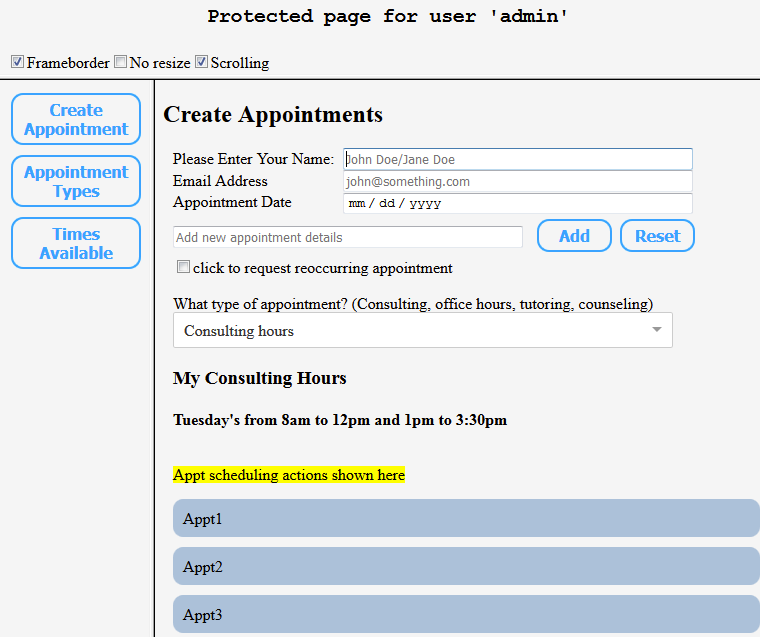 Protected page for user 'admin'
Frameborder No resize Scrolling
Create
Appointment
Appointment
Types
Times
Available
Create Appointments
Please Enter Your Name: John Doe/Jane Doe
Email Address john@something.com
Appointment Date mm / dd / yyyy
Add new appointment details Add Reset
click to request reoccurring appointment
What type of appointment? (Consulting, office hours, tutoring, counseling)
Consulting hours
My Consulting Hours
Tuesday's from 8am to 12pm and 1pm to 3:30pm
Appt scheduling actions shown here
Appt1
Appt2
Appt3